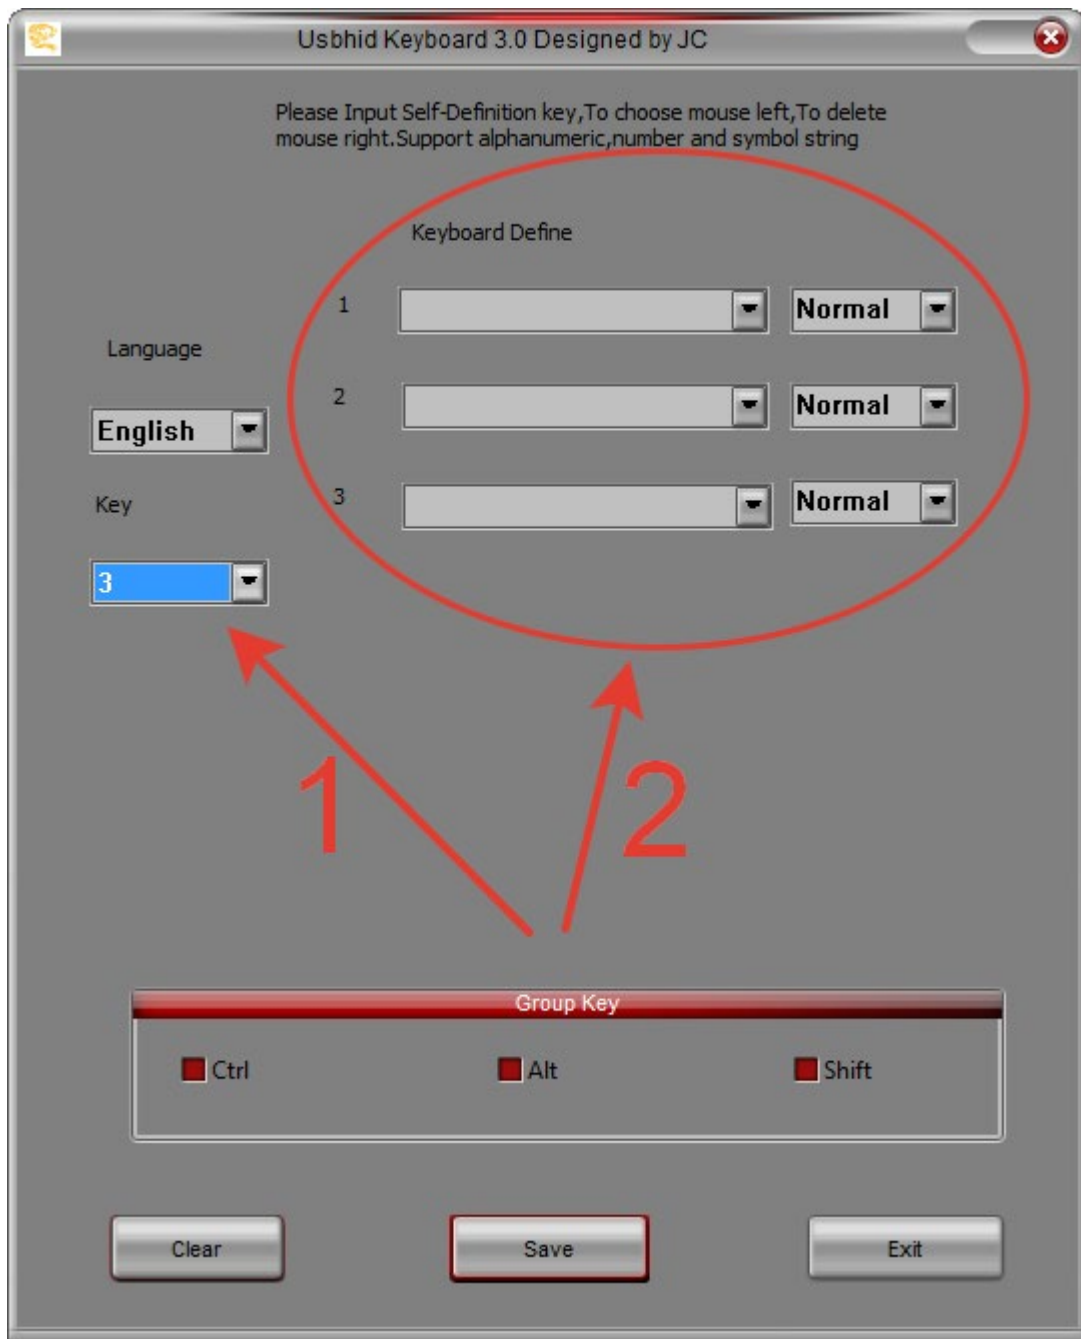 Usbhid Keyboard 3.0 Designed by JC
Please Input Self-Definition key,To choose mouse left,To delete
mouse right.Support alphanumeric,number and symbol string
Keyboard Define
1 Normal
Language
2 Normal
English
Key
3 Normal
3
1 2
Group Key
Ctrl Alt Shift
Clear Save Exit